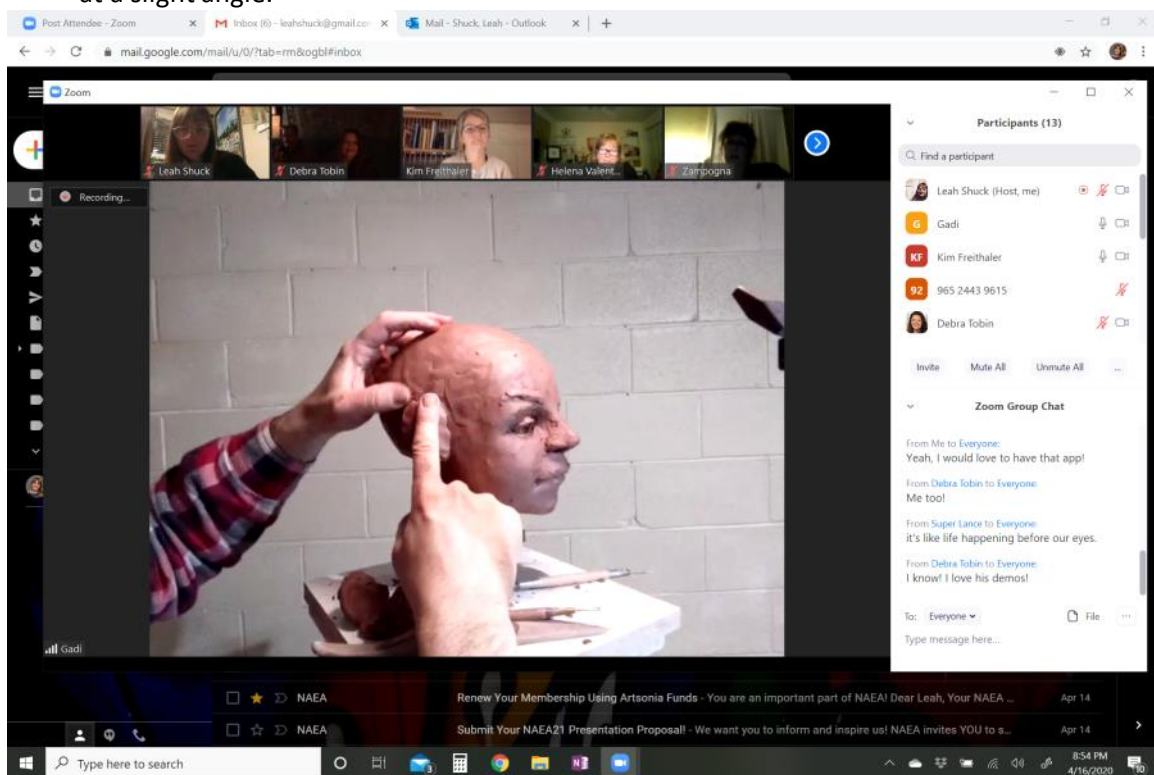 at a slight angle.
Post Attendee - Zoom
Inbox (6) - leahshuck@gmail.com
Mail - Shuck, Leah - Outlook
mail.google.com/mail/u/0/?tab=rm&ogbl#inbox
Zoom
Leah Shuck
Debra Tobin
Kim Freithaler
Helena Valent...
Zampogna
Recording...
Gadi
Participants (13)
Find a participant
Leah Shuck (Host, me)
G Gadi
KF Kim Freithaler
92 965 2443 9615
Debra Tobin
Invite Mute All Unmute All ...
Zoom Group Chat
From Me to Everyone:
Yeah, I would love to have that app!
From Debra Tobin to Everyone:
Me too!
From Super Lance to Everyone:
it's like life happening before our eyes.
From Debra Tobin to Everyone:
I know! I love his demos!
To: Everyone File ...
Type message here...
NAEA Renew Your Membership Using Artsonia Funds - You are an important part of NAEA! Dear Leah, Your NAEA ... Apr 14
NAEA Submit Your NAEA21 Presentation Proposal! - We want you to inform and inspire us! NAEA invites YOU to s... Apr 14
Type here to search
8:54 PM
4/16/2020